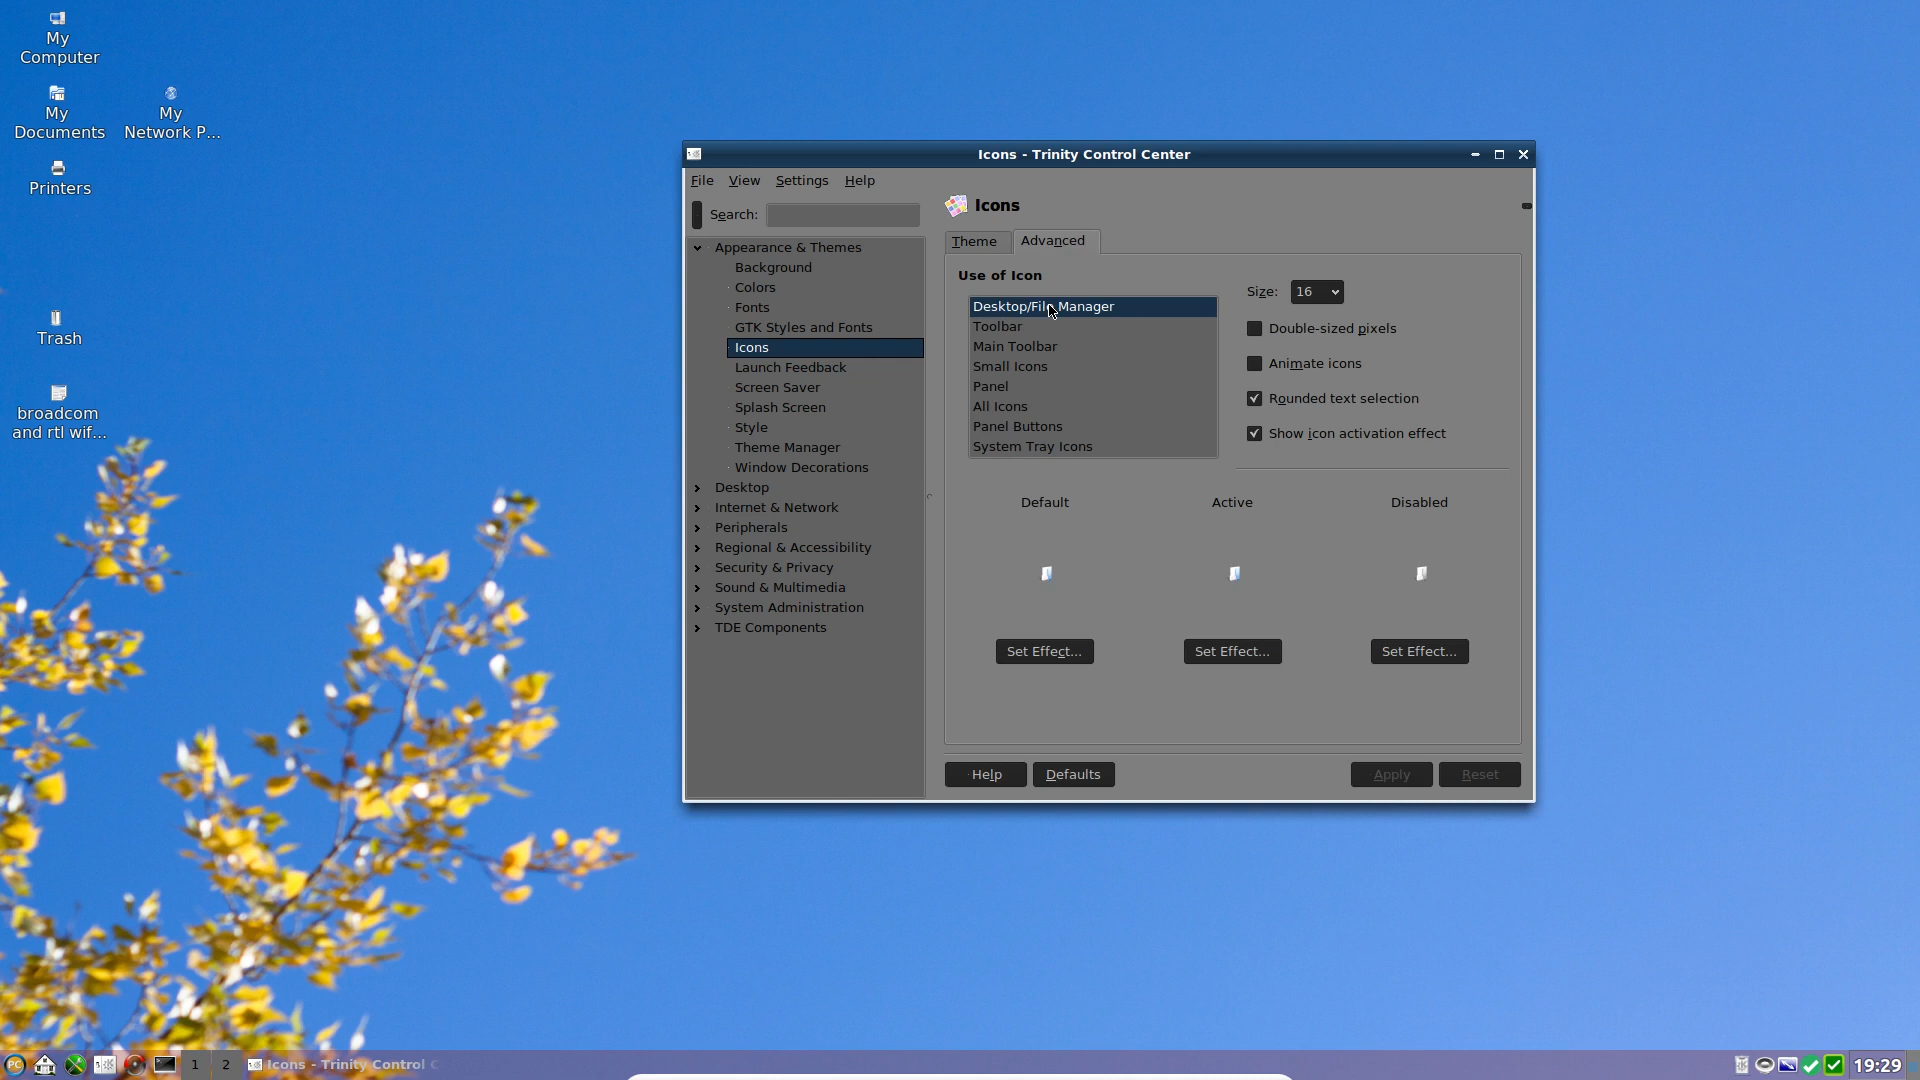 My
Computer
My
Documents
My
Network P...
Printers
Trash
broadcom
and rtl wif...
Icons - Trinity Control Center
File View Settings Help
Search:
Appearance & Themes
Background
Colors
Fonts
GTK Styles and Fonts
Icons
Launch Feedback
Screen Saver
Splash Screen
Style
Theme Manager
Window Decorations
Desktop
Internet & Network
Peripherals
Regional & Accessibility
Security & Privacy
Sound & Multimedia
System Administration
TDE Components
Icons
Theme Advanced
Use of Icon
Desktop/File Manager
Toolbar
Main Toolbar
Small Icons
Panel
All Icons
Panel Buttons
System Tray Icons
Size: 16
Double-sized pixels
Animate icons
Rounded text selection
Show icon activation effect
Default Active Disabled
Set Effect... Set Effect... Set Effect...
Help Defaults Apply Reset
PC 1 2 Icons - Trinity Control C 19:29